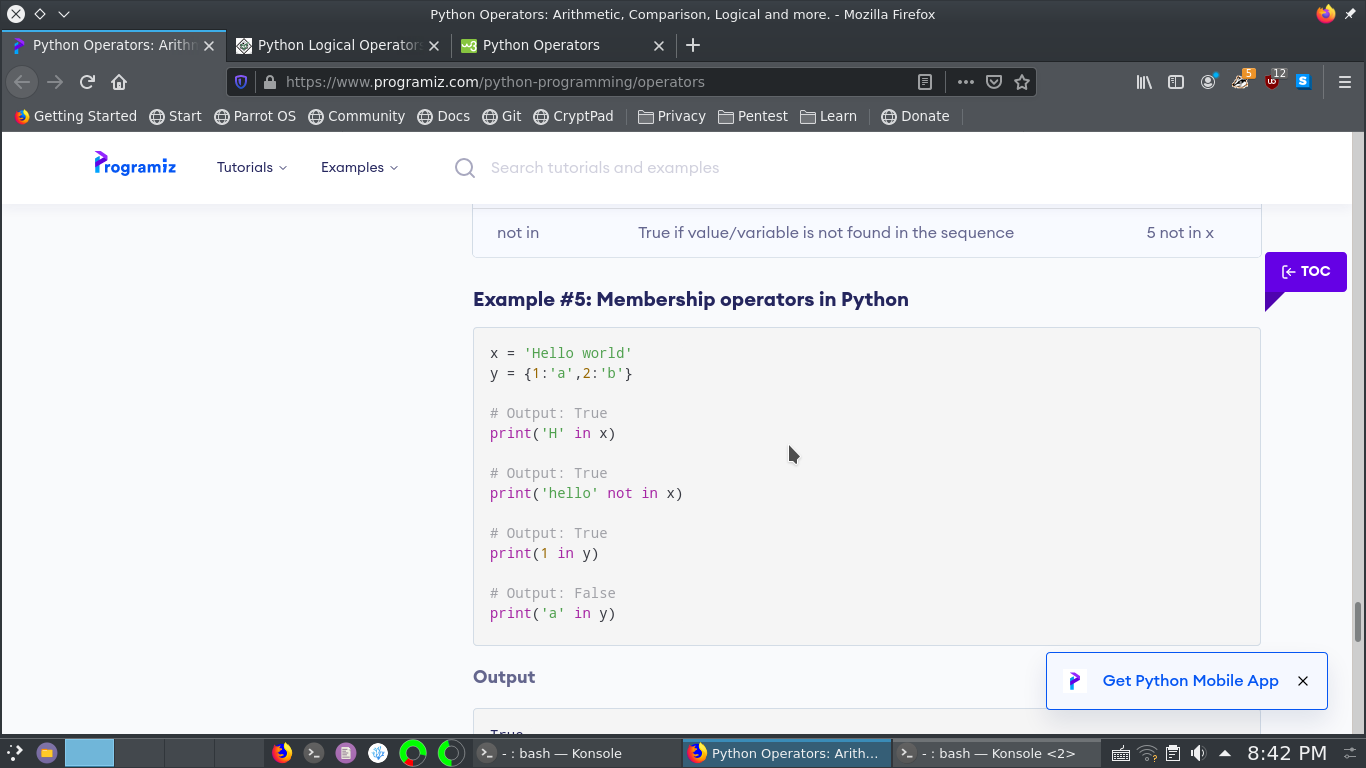 Python Operators: Arithmetic, Comparison, Logical and more. - Mozilla Firefox
Python Operators: Arithm
Python Logical Operators
Python Operators
https://www.programiz.com/python-programming/operators
5
12
Getting Started
Start
Parrot OS
Community
Docs
Git
CryptPad
Privacy
Pentest
Learn
Donate
Programiz
Tutorials
Examples
Search tutorials and examples
not in True if value/variable is not found in the sequence 5 not in x
TOC
Example #5: Membership operators in Python
x = 'Hello world'
y = {1:'a',2:'b'}
# Output: True
print('H' in x)
# Output: True
print('hello' not in x)
# Output: True
print(1 in y)
# Output: False
print('a' in y)
Output
Get Python Mobile App
True
- : bash — Konsole
Python Operators: Arith...
- : bash — Konsole <2>
8:42 PM